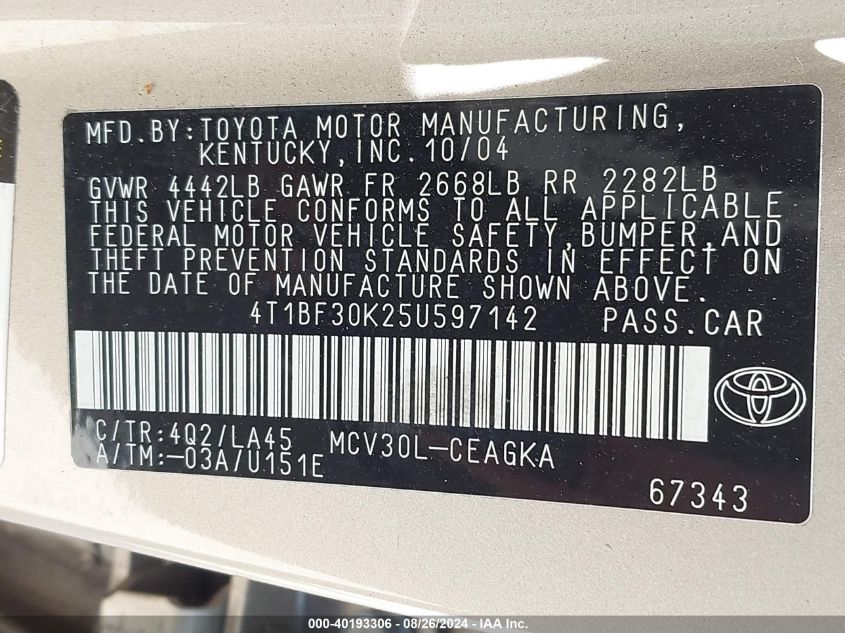 MFD.BY:TOYOTA MOTOR MANUFACTURING,
KENTUCKY,INC.10/04
GVWR 4442LB GAWR FR 2668LB RR 2282LB
THIS VEHICLE CONFORMS TO ALL APPLICABLE
FEDERAL MOTOR VEHICLE SAFETY,BUMPER,AND
THEFT PREVENTION STANDARDS IN EFFECT ON
THE DATE OF MANUFACTURE SHOWN ABOVE.
4T1BF30K25U597142 PASS.CAR
C/TR:4Q2/LA45 MCV30L-CEAGKA
A/TM:-03A/U151E
67343
000-40193306 - 08/26/2024 - IAAI.COM